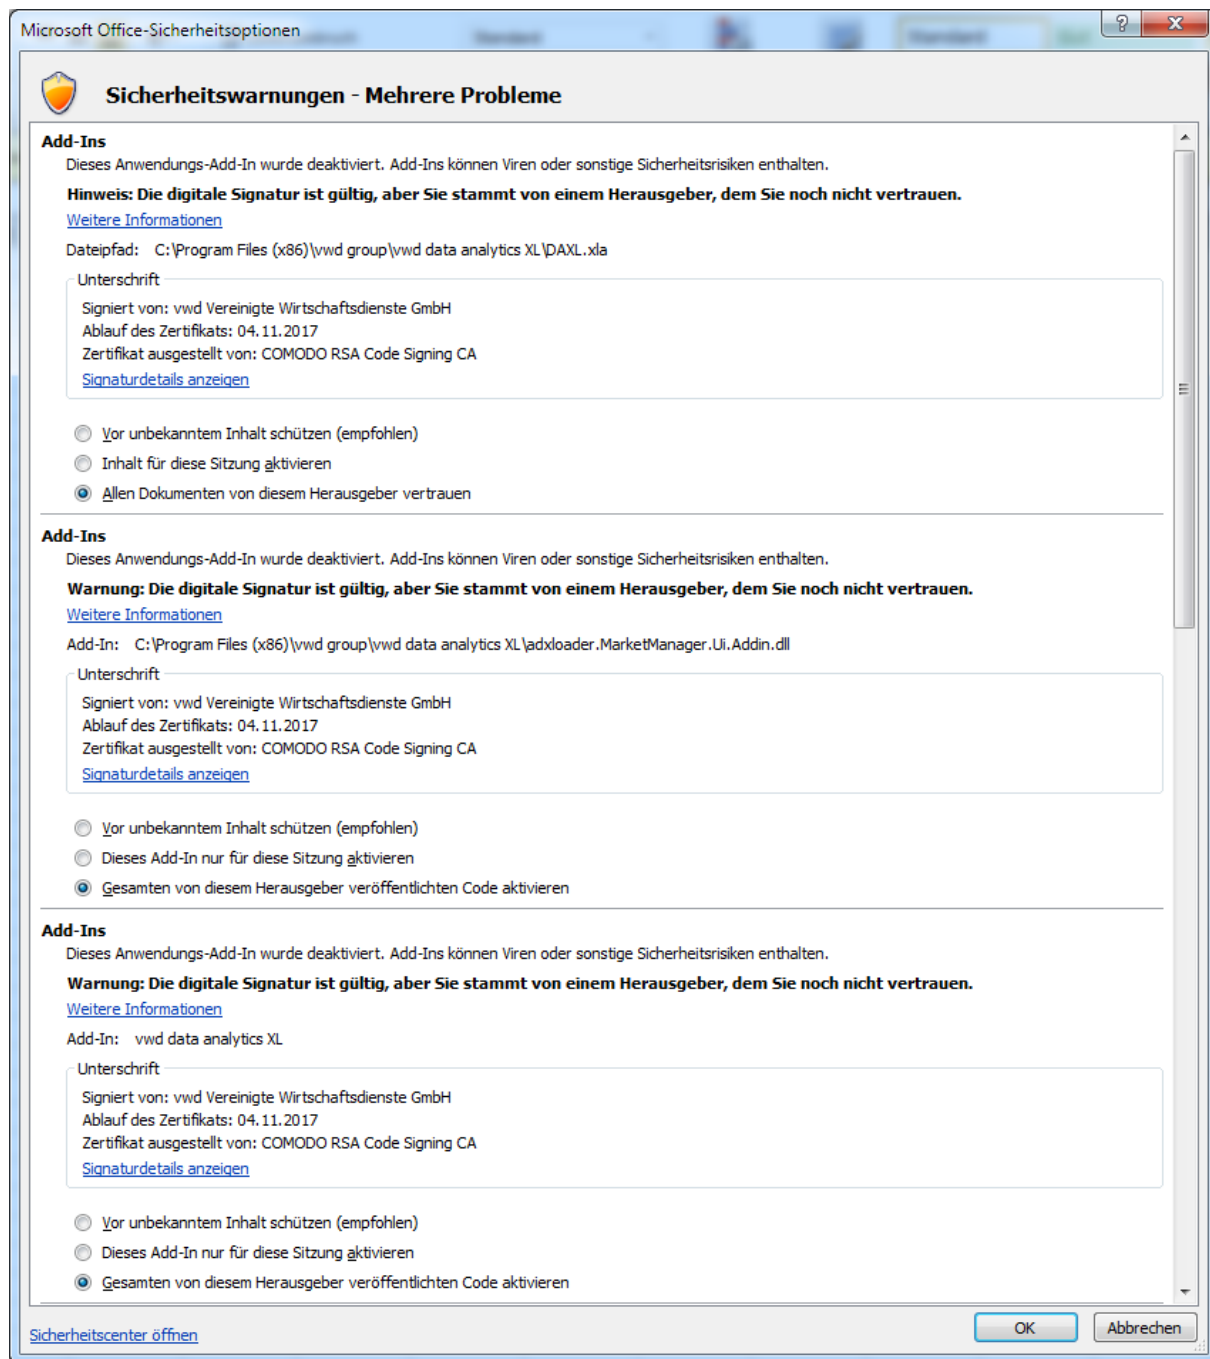 Microsoft Office-Sicherheitsoptionen
Standard
Sicherheitswarnungen - Mehrere Probleme
Add-Ins
Dieses Anwendungs-Add-In wurde deaktiviert. Add-Ins können Viren oder sonstige Sicherheitsrisiken enthalten.
Hinweis: Die digitale Signatur ist gültig, aber Sie stammt von einem Herausgeber, dem Sie noch nicht vertrauen.
Weitere Informationen
Dateipfad: C:\Program Files (x86)\vwd group\vwd data analytics XL\DAXL.xla
Unterschrift
Signiert von: vwd Vereinigte Wirtschaftsdienste GmbH
Ablauf des Zertifikats: 04.11.2017
Zertifikat ausgestellt von: COMODO RSA Code Signing CA
Signaturdetails anzeigen
Vor unbekanntem Inhalt schützen (empfohlen)
Inhalt für diese Sitzung aktivieren
Allen Dokumenten von diesem Herausgeber vertrauen
Add-Ins
Dieses Anwendungs-Add-In wurde deaktiviert. Add-Ins können Viren oder sonstige Sicherheitsrisiken enthalten.
Warnung: Die digitale Signatur ist gültig, aber Sie stammt von einem Herausgeber, dem Sie noch nicht vertrauen.
Weitere Informationen
Add-In: C:\Program Files (x86)\vwd group\vwd data analytics XL\adxloader.MarketManager.Ui.Addin.dll
Unterschrift
Signiert von: vwd Vereinigte Wirtschaftsdienste GmbH
Ablauf des Zertifikats: 04.11.2017
Zertifikat ausgestellt von: COMODO RSA Code Signing CA
Signaturdetails anzeigen
Vor unbekanntem Inhalt schützen (empfohlen)
Dieses Add-In nur für diese Sitzung aktivieren
Gesamten von diesem Herausgeber veröffentlichten Code aktivieren
Add-Ins
Dieses Anwendungs-Add-In wurde deaktiviert. Add-Ins können Viren oder sonstige Sicherheitsrisiken enthalten.
Warnung: Die digitale Signatur ist gültig, aber Sie stammt von einem Herausgeber, dem Sie noch nicht vertrauen.
Weitere Informationen
Add-In: vwd data analytics XL
Unterschrift
Signiert von: vwd Vereinigte Wirtschaftsdienste GmbH
Ablauf des Zertifikats: 04.11.2017
Zertifikat ausgestellt von: COMODO RSA Code Signing CA
Signaturdetails anzeigen
Vor unbekanntem Inhalt schützen (empfohlen)
Dieses Add-In nur für diese Sitzung aktivieren
Gesamten von diesem Herausgeber veröffentlichten Code aktivieren
Sicherheitscenter öffnen
OK
Abbrechen